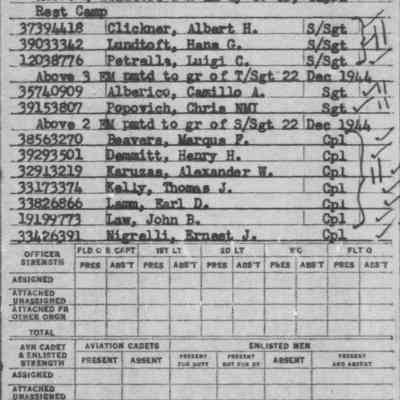 Rest Camp
37394418 Clickner, Albert H. S/Sgt
39033342 Lundtoft, Hans G. S/Sgt
12038776 Petralla, Luigi C. S/Sgt
Above 3 EM pmtd to gr of T/Sgt 22 Dec 1944
35740909 Alberico, Camillo A. Sgt
39153807 Popovich, Chris NMI Sgt
Above 2 EM pmtd to gr of S/Sgt 22 Dec 1944
38563270 Beavers, Marqus F. Cpl
39293501 Demmitt, Henry H. Cpl
32913219 Karuzas, Alexander W. Cpl
33173374 Kelly, Thomas J. Cpl
33826866 Lamm, Earl D. Cpl
19199773 Law, John B. Cpl
33426391 Nigrelli, Ernest J. Cpl
OFFICER STRENGTH FLD O & CAPT 1ST LT 2D LT WO FLT O
PRES ABS'T PRES ABS'T PRES ABS'T PRES ABS'T PRES ABS'T
ASSIGNED
ATTACHED UNASSIGNED
ATTACHED FR OTHER ORGN
TOTAL
AVN CADET & ENLISTED STRENGTH AVIATION CADETS ENLISTED MEN
PRESENT ABSENT PRESENT FOR DUTY PRESENT NOT FOR DY ABSENT PRESENT AND ABSENT
ASSIGNED
ATTACHED UNASSIGNED